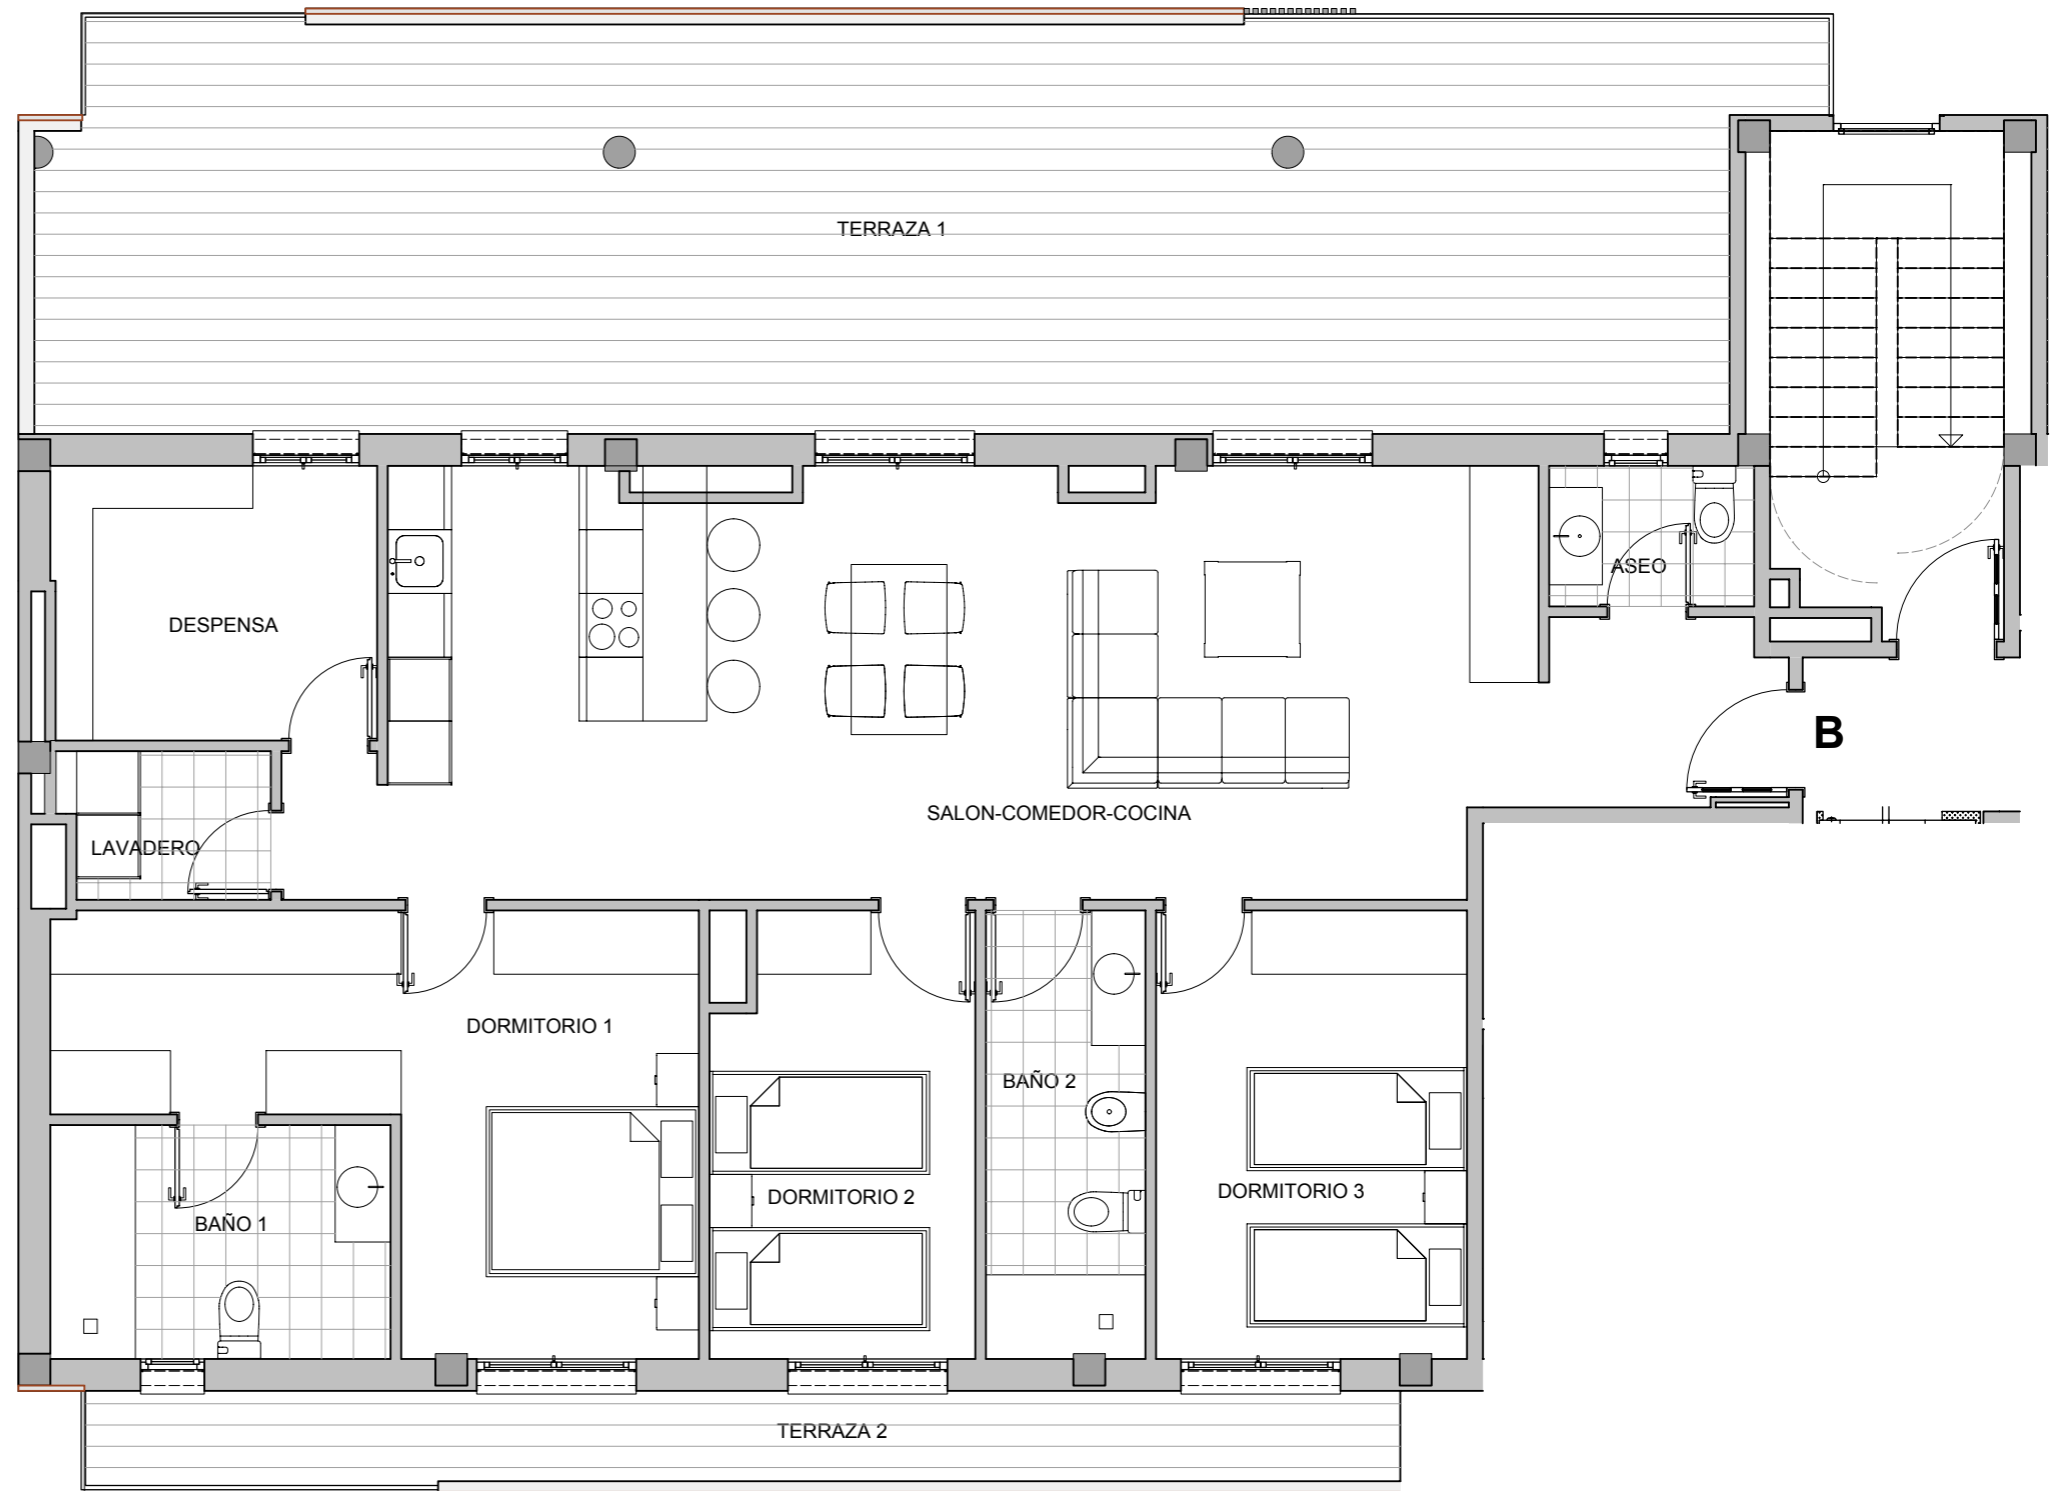 TERRAZA 1
ASEO
DESPENSA
B
SALON-COMEDOR-COCINA
LAVADERO
DORMITORIO 1
BAÑO 2
DORMITORIO 3
DORMITORIO 2
BAÑO 1
TERRAZA 2